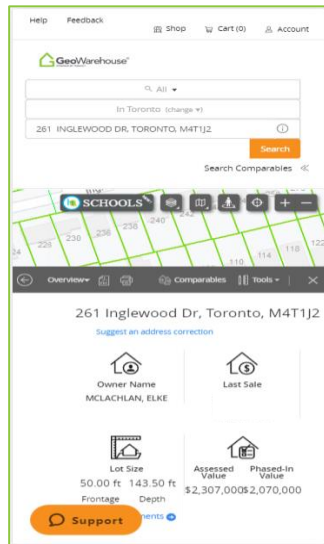 Help Feedback
Shop Cart (0) Account
GeoWarehouse
All
In Toronto (change ▾)
261 INGLEWOOD DR, TORONTO, M4T1J2
Search
Search Comparables
SCHOOLS
240
238
236
230
228
226
24
122
118
114
110
Overview Comparables Tools
261 Inglewood Dr, Toronto, M4T1J2
Suggest an address correction
Owner Name Last Sale
MCLACHLAN, ELKE
Lot Size Assessed Value Phased-In Value
50.00 ft 143.50 ft $2,307,000 $2,070,000
Frontage Depth
Support